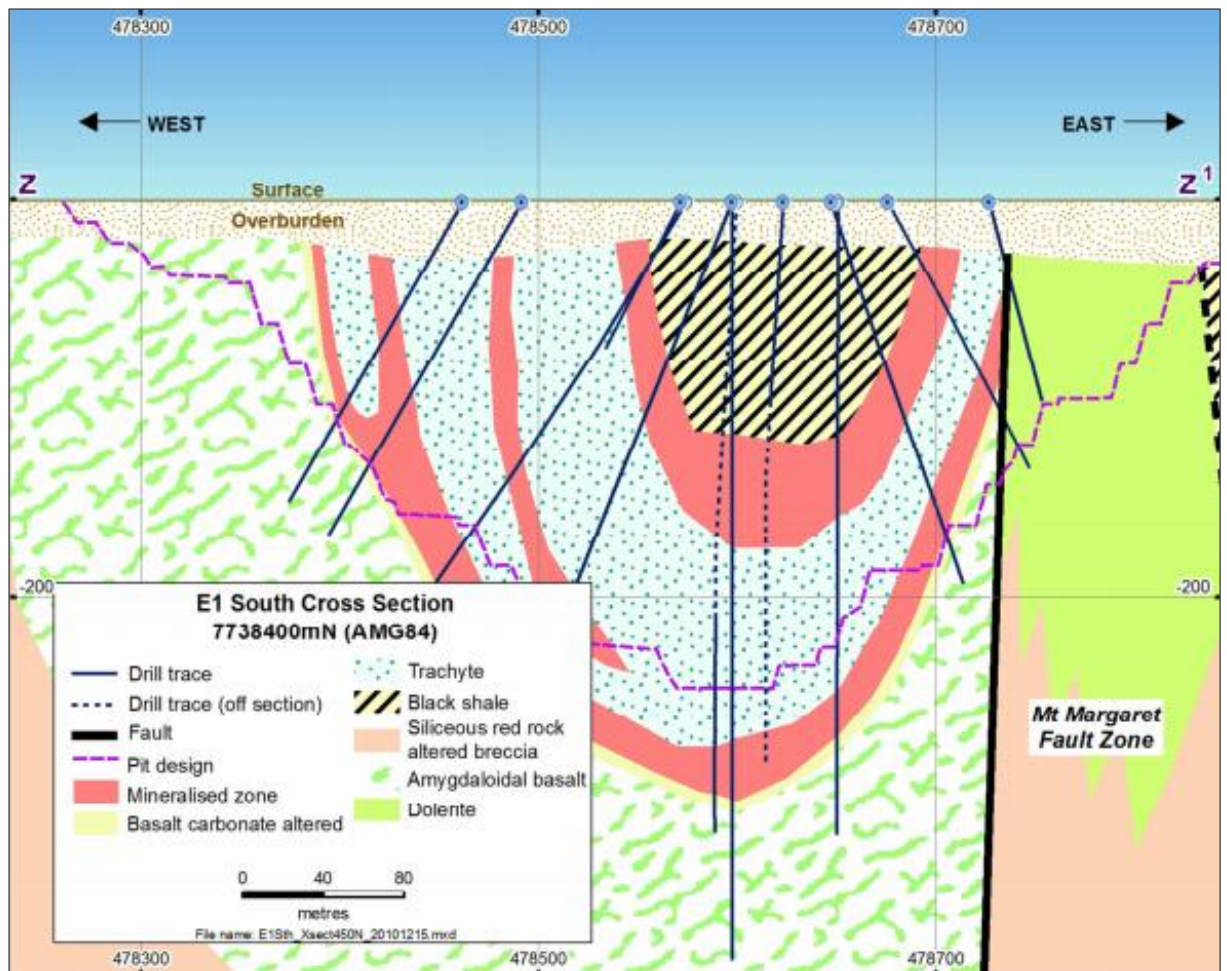 478300 478500 478700
WEST EAST
Z Z1
Surface
Overburden
-200 -200
E1 South Cross Section
7738400mN (AMG84)
Drill trace
Drill trace (off section)
Fault
Pit design
Mineralised zone
Basalt carbonate altered
Trachyte
Black shale
Siliceous red rock
altered breccia
Amygdaloidal basalt
Dolente
0 40 80
metres
File name: E1Sth_Xsect450N_20101215.mxd
Mt Margaret
Fault Zone
478300 478500 478700